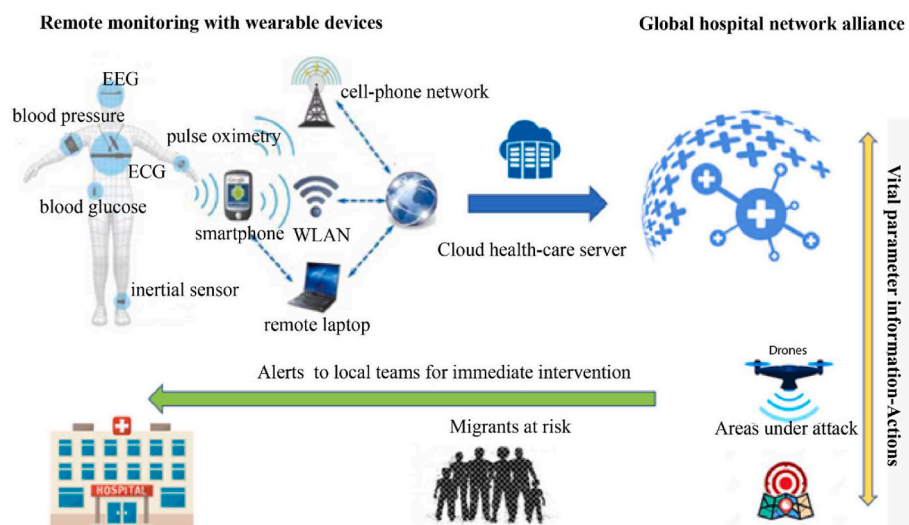 Remote monitoring with wearable devices
Global hospital network alliance
EEG
blood pressure
pulse oximetry
ECG
blood glucose
inertial sensor
cell-phone network
Google
smartphone
WLAN
remote laptop
Cloud health-care server
Vital parameter information-Actions
Drones
Areas under attack
Alerts to local teams for immediate intervention
Migrants at risk
HOSPITAL